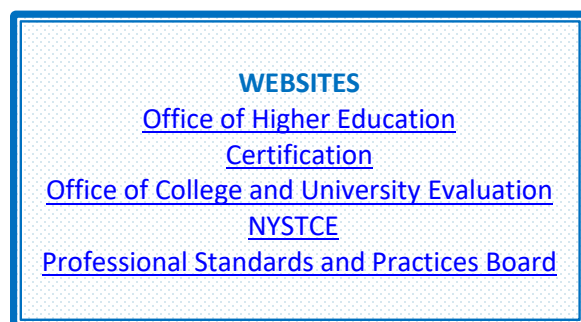 WEBSITES
Office of Higher Education
Certification
Office of College and University Evaluation
NYSTCE
Professional Standards and Practices Board